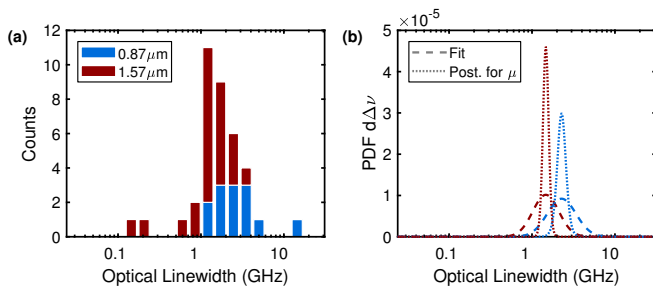 (a)
12
10
8
6
4
2
0
Counts
0.87μm
1.57μm
0.1
1
10
Optical Linewidth (GHz)
(b)
×10⁻⁵
5
4
3
2
1
0
PDF dΔν
Fit
Post. for μ
0.1
1
10
Optical Linewidth (GHz)